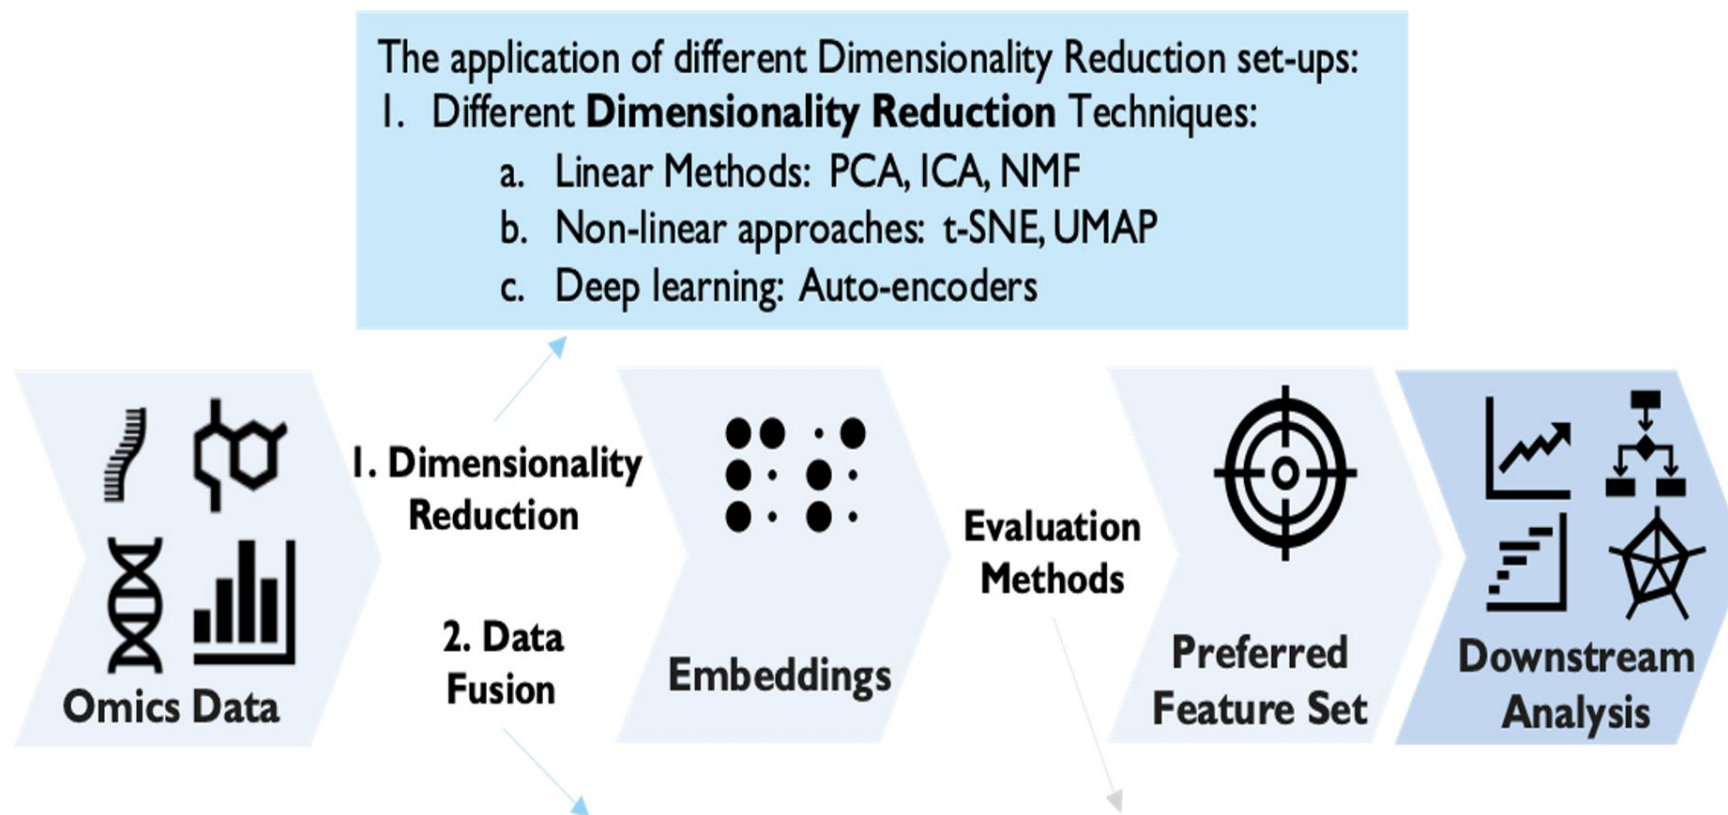 The application of different Dimensionality Reduction set-ups:
1. Different Dimensionality Reduction Techniques:
a. Linear Methods: PCA, ICA, NMF
b. Non-linear approaches: t-SNE, UMAP
c. Deep learning: Auto-encoders
Omics Data
1. Dimensionality
Reduction
2. Data
Fusion
Embeddings
Evaluation
Methods
Preferred
Feature Set
Downstream
Analysis